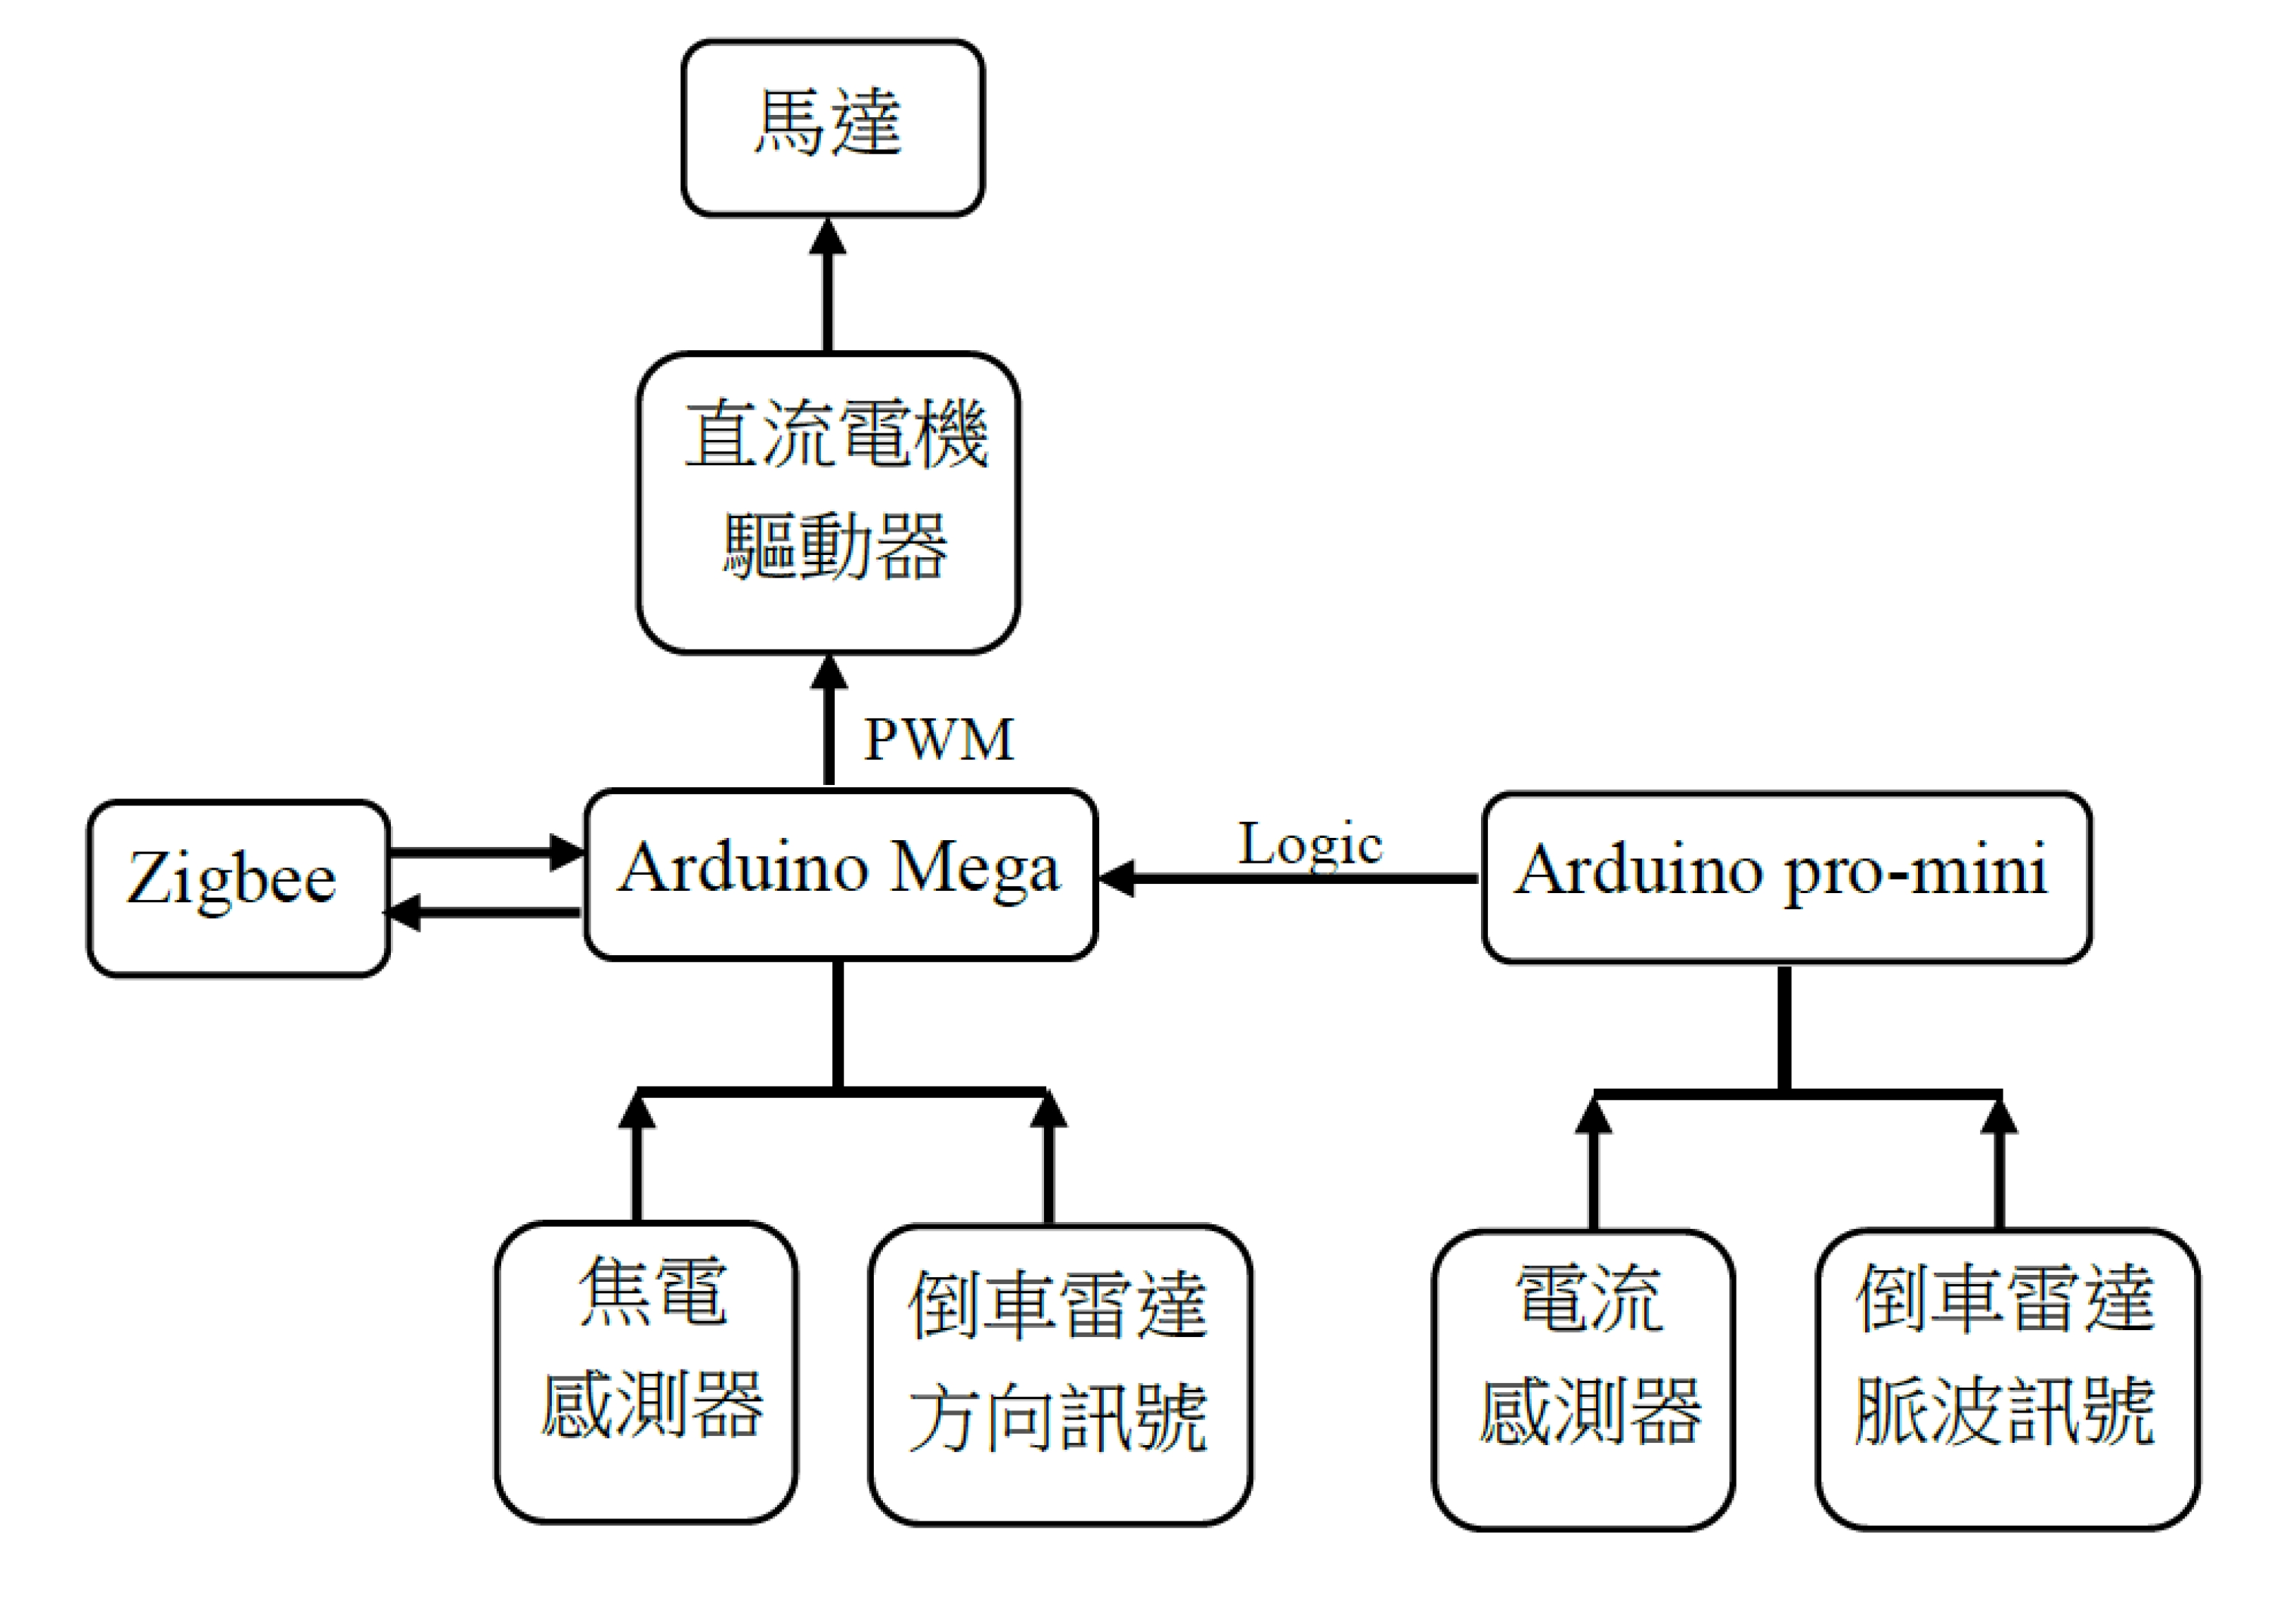 馬達
直流電機
驅動器
PWM
Zigbee
Arduino Mega
Logic
Arduino pro-mini
焦電
感測器
倒車雷達
方向訊號
電流
感測器
倒車雷達
脈波訊號